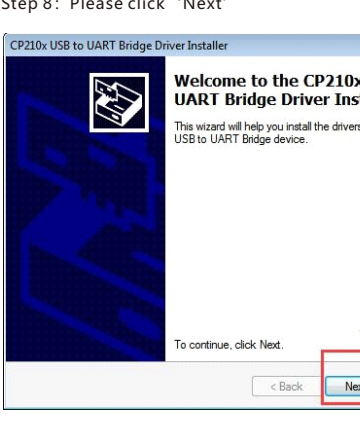 Step 8: Please click 'Next'
CP210x USB to UART Bridge Driver Installer
Welcome to the CP210x
UART Bridge Driver Ins
This wizard will help you install the drivers
USB to UART Bridge device.
To continue, click Next.
< Back
Nex